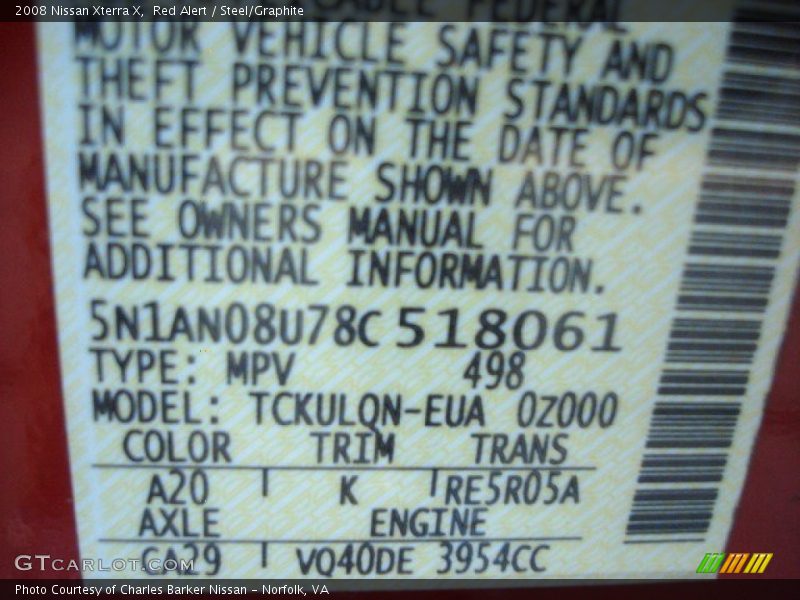 2008 Nissan Xterra X, Red Alert / Steel/Graphite
FEDERAL
MOTOR VEHICLE SAFETY AND
THEFT PREVENTION STANDARDS
IN EFFECT ON THE DATE OF
MANUFACTURE SHOWN ABOVE.
SEE OWNERS MANUAL FOR
ADDITIONAL INFORMATION.
5N1AN08U78C518061
TYPE: MPV 498
MODEL: TCKULQN-EUA 0Z000
COLOR TRIM TRANS
A20 K RE5R05A
AXLE ENGINE
CA29 VQ40DE 3954CC
GTCARLOT.COM
Photo Courtesy of Charles Barker Nissan - Norfolk, VA